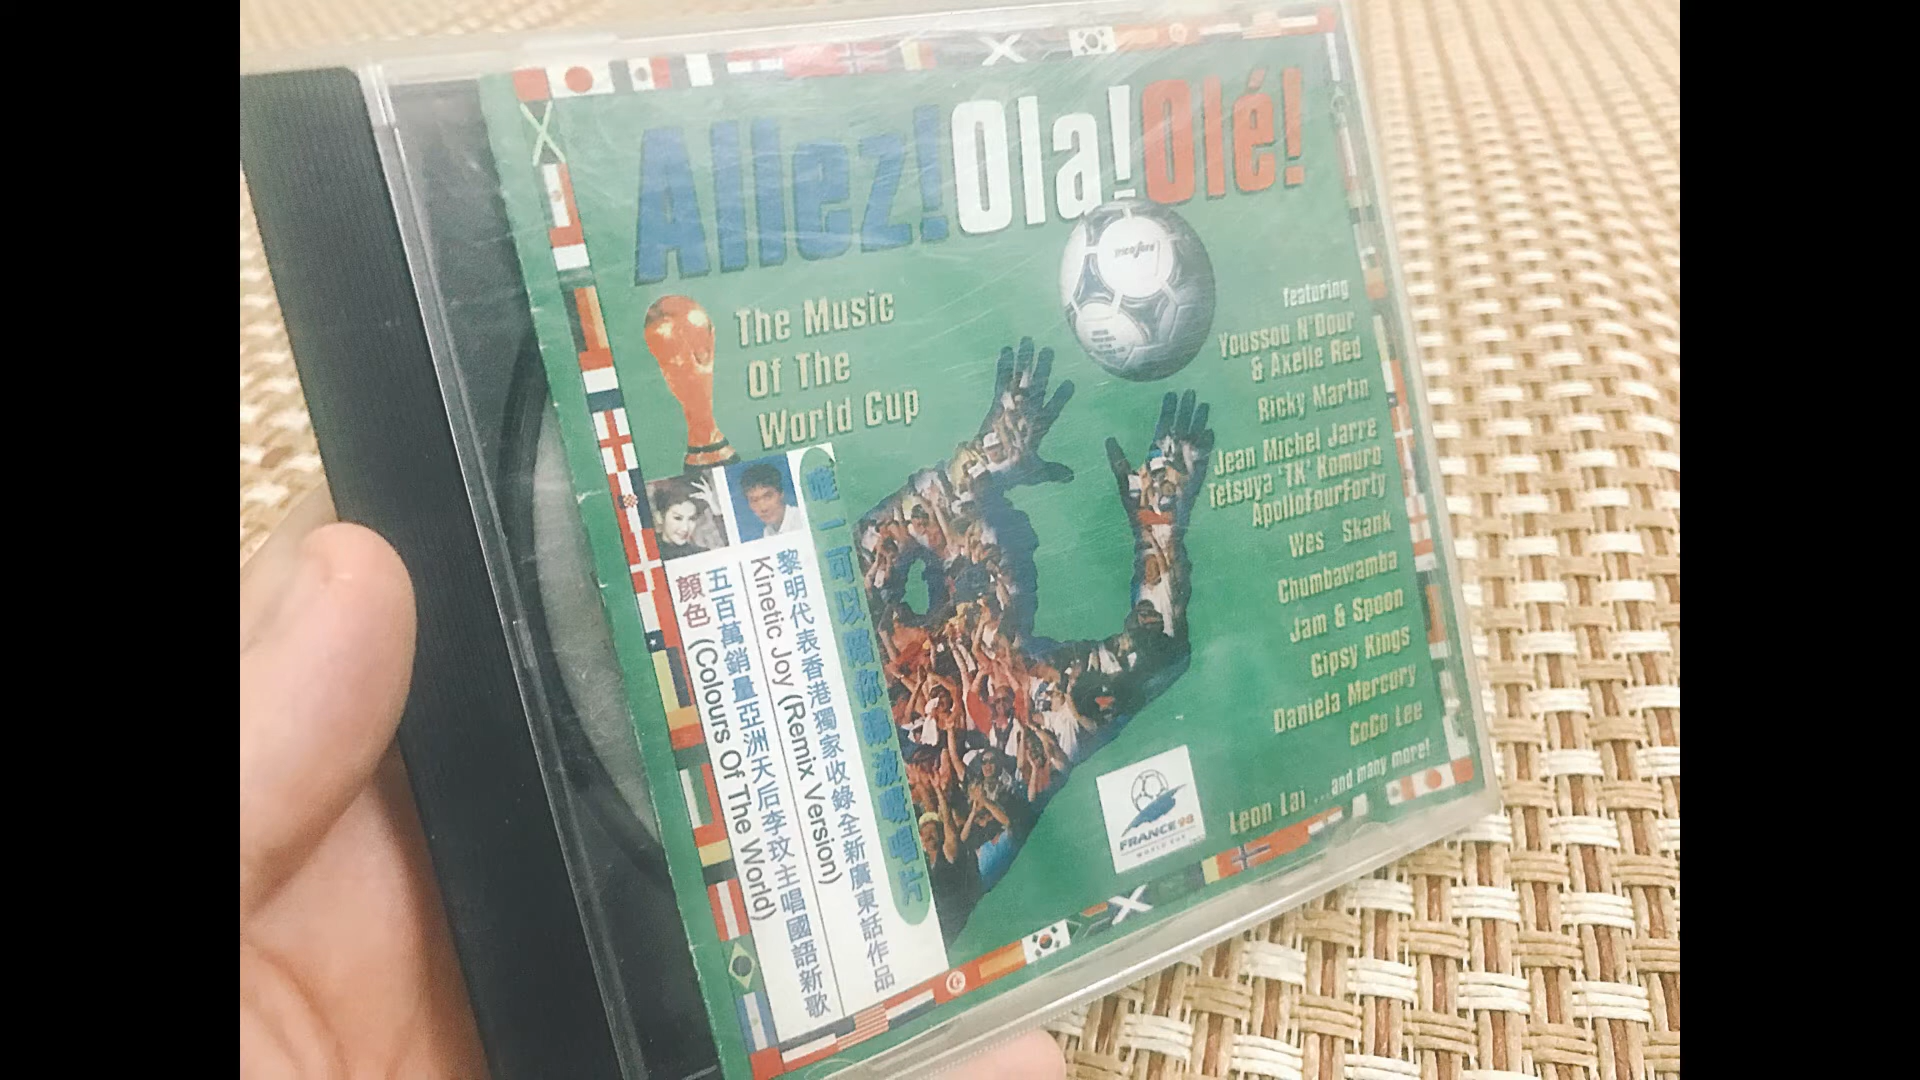 Allez! Ola! Olé!
The Music
Of The
World Cup
featuring
Youssou N'Dour
& Axelle Red
Ricky Martin
Jean Michel Jarre
Tetsuya 'TK' Komuro
ApolloFourForty
Wes Skank
Chumbawamba
Jam & Spoon
Gipsy Kings
Daniela Mercury
CoCo Lee
Leon Lai ...and many more!
唯一可以陪你睇波嘅唱片
黎明代表香港獨家收錄全新廣東話作品
Kinetic Joy (Remix Version)
五百萬銷量亞洲天后李玟主唱國語新歌
顏色 (Colours Of The World)
FRANCE 98
WORLD CUP